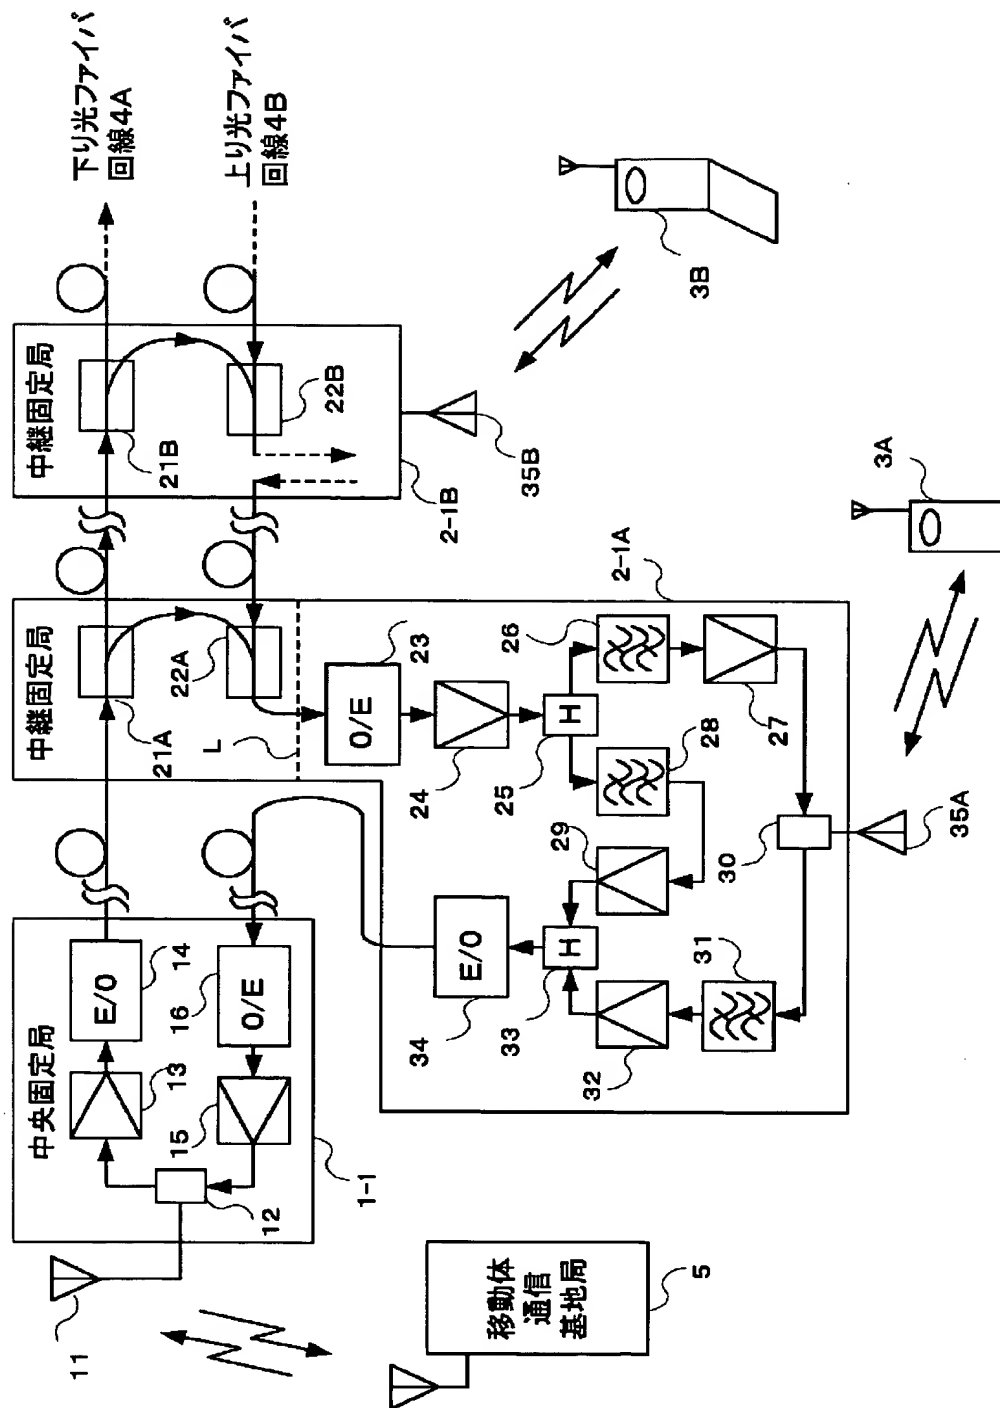 下り光ファイバ
回線4A
上り光ファイバ
回線4B
中継固定局
21B
22B
2-1B
35B
3B
中継固定局
21A
22A
L
O/E
23
24
H
25
26
27
28
29
30
31
32
H
33
E/O
34
35A
2-1A
3A
中央固定局
E/O
14
13
O/E
16
15
12
1-1
11
移動体
通信
基地局
5